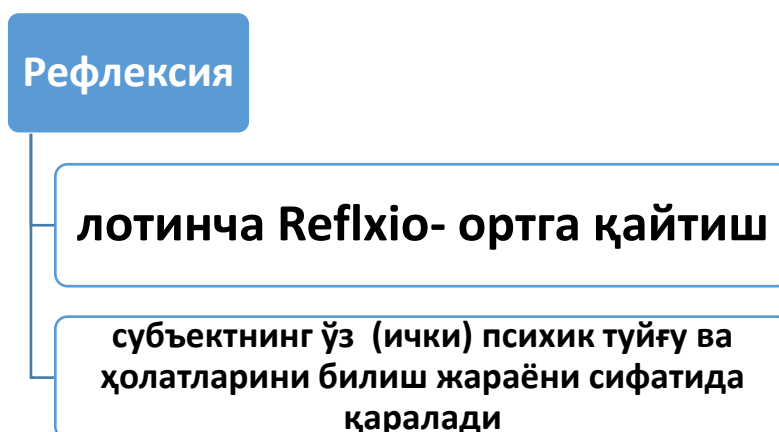 Рефлексия
лотинча Reflxio- ортга қайтиш
субъектнинг ўз (ички) психик туйғу ва
ҳолатларини билиш жараёни сифатида
қаралади